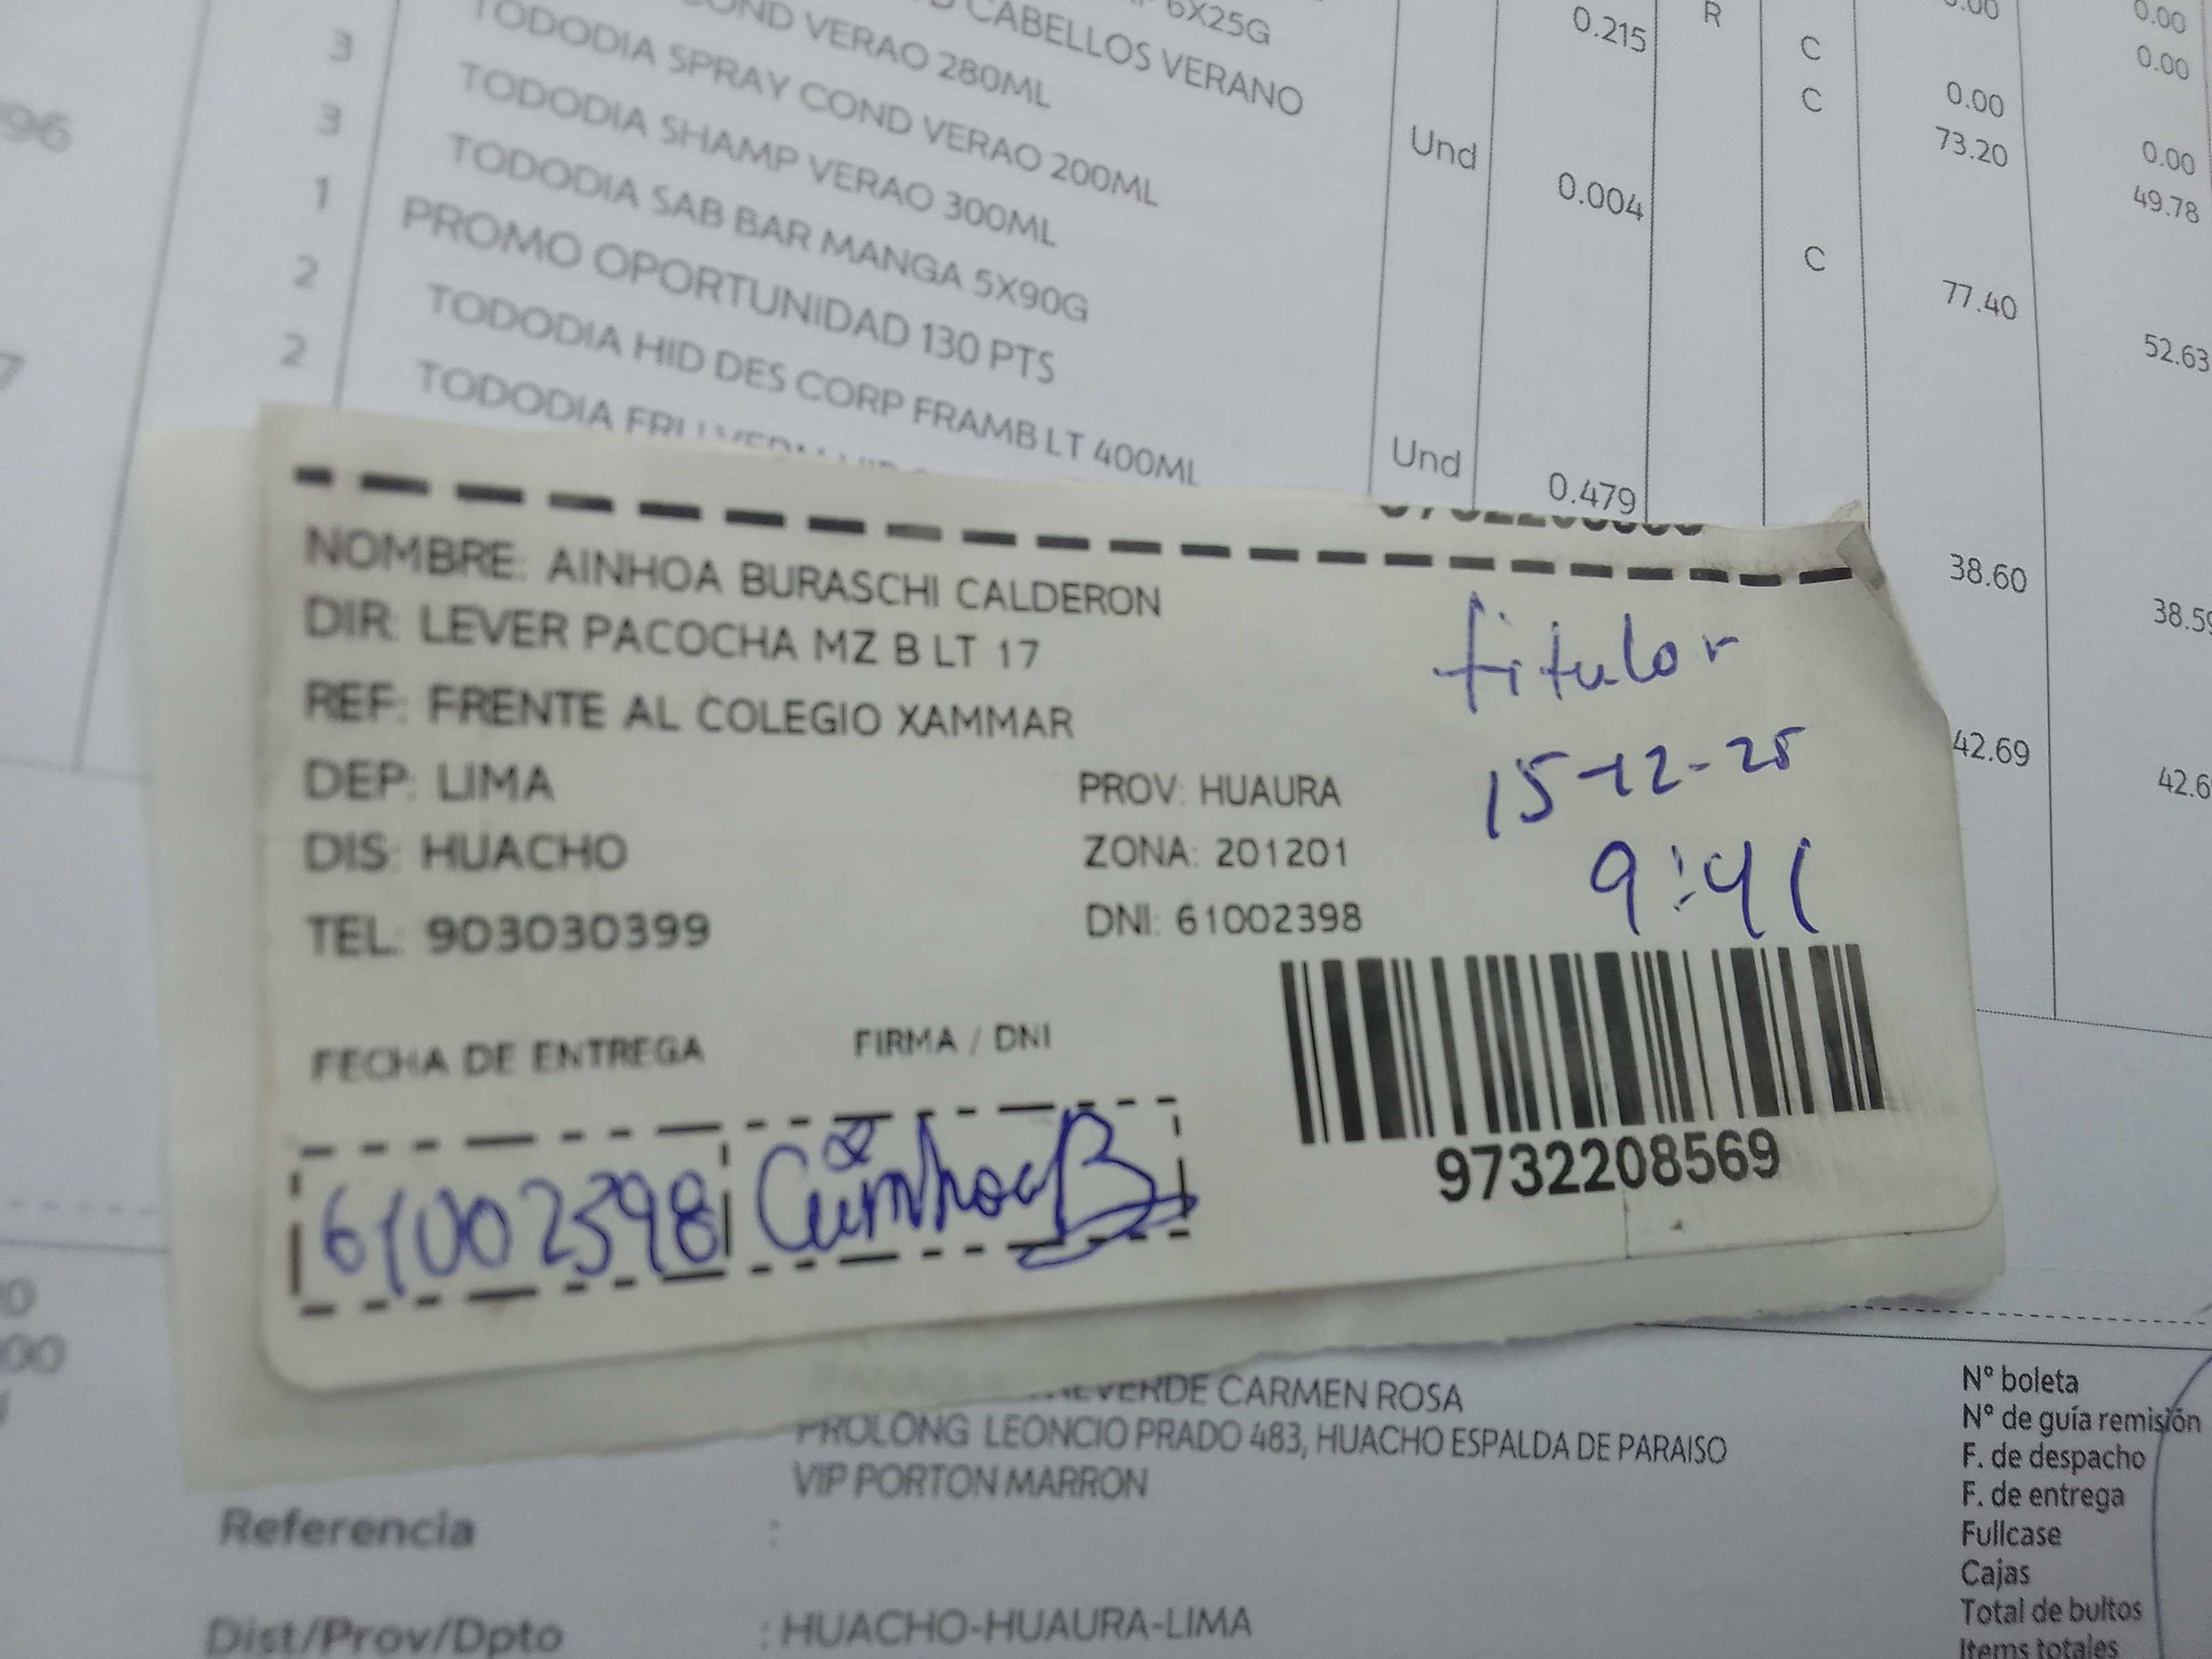 6X25G
CABELLOS VERANO
COND VERAO 280ML
3 TODODIA SPRAY COND VERAO 200ML
3 TODODIA SHAMP VERAO 300ML
1 TODODIA SAB BAR MANGA 5X90G
PROMO OPORTUNIDAD 130 PTS
2 TODODIA HID DES CORP FRAMB LT 400ML
2 TODODIA
0.215 R C 0.00
C 0.00 0.00
Und 73.20 0.00
0.004 49.78
C 77.40
52.63
Und
0.479
38.60
38.59
42.69
NOMBRE: AINHOA BURASCHI CALDERON
DIR: LEVER PACOCHA MZ B LT 17
REF: FRENTE AL COLEGIO XAMMAR
DEP: LIMA PROV: HUAURA
DIS: HUACHO ZONA: 201201
TEL: 903030399 DNI: 61002398
titular
15-12-25
9:41
FECHA DE ENTREGA FIRMA / DNI
61002398 Ainhoa B
9732208569
CARMEN ROSA
PROLONG LEONCIO PRADO 483, HUACHO ESPALDA DE PARAISO
VIP PORTON MARRON
Referencia :
Dist/Prov/Dpto : HUACHO-HUAURA-LIMA
N° boleta
N° de guía remisión
F. de despacho
F. de entrega
Fullcase
Cajas
Total de bultos
Items totales